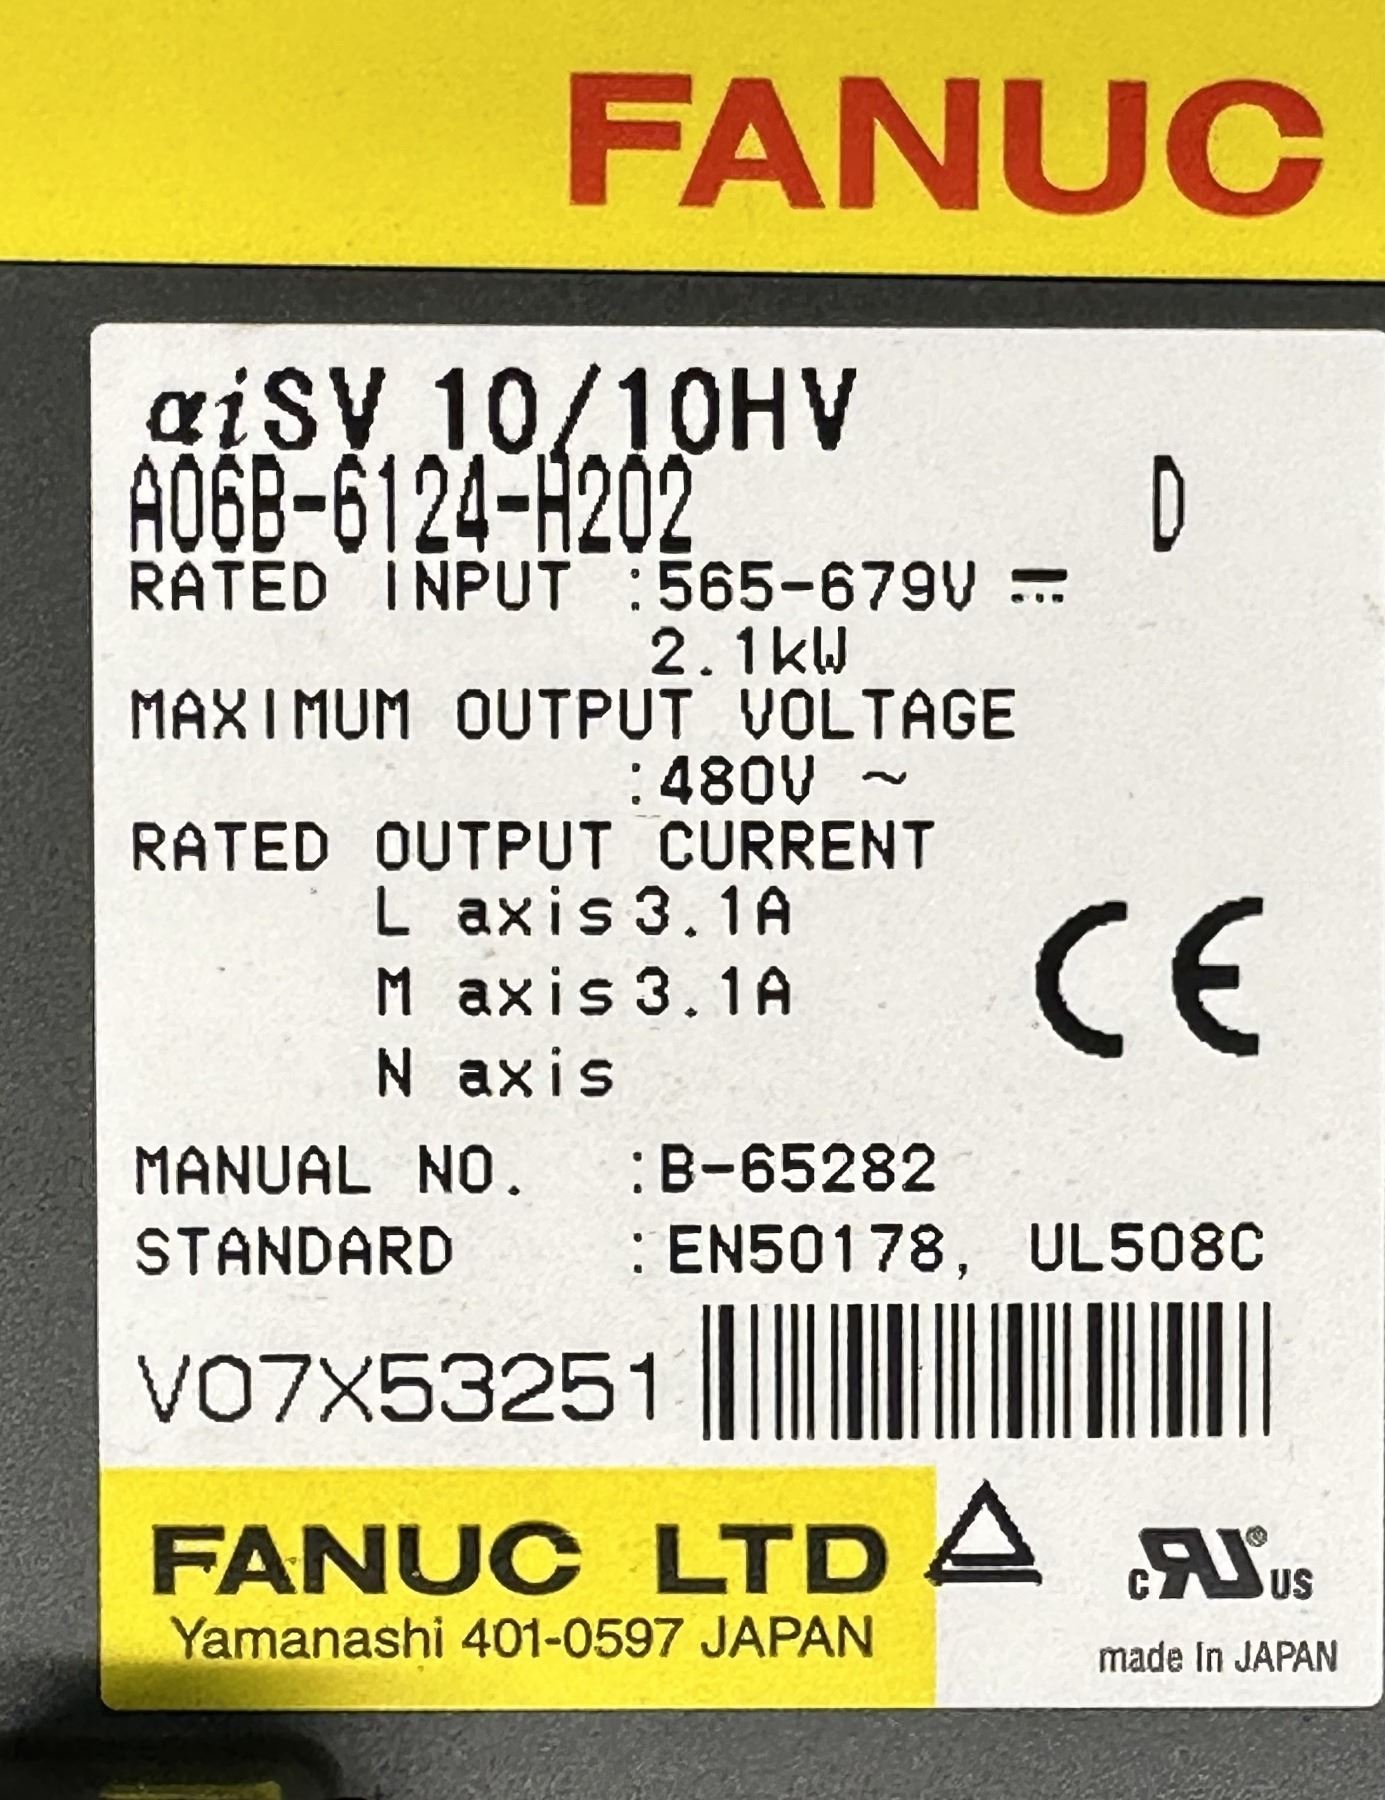 FANUC
αiSV 10/10HV
A06B-6124-H202 D
RATED INPUT :565-679V ⎓
2.1kW
MAXIMUM OUTPUT VOLTAGE
:480V ~
RATED OUTPUT CURRENT
L axis 3.1A
M axis 3.1A
N axis
CE
MANUAL NO. :B-65282
STANDARD :EN50178, UL508C
V07X53251
FANUC LTD
Yamanashi 401-0597 JAPAN
c RU ® US
made in JAPAN